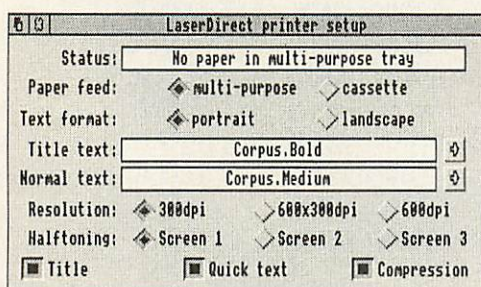 LaserDirect printer setup
Status: No paper in multi-purpose tray
Paper feed: multi-purpose cassette
Text format: portrait landscape
Title text: Corpus.Bold
Normal text: Corpus.Medium
Resolution: 300dpi 600x300dpi 600dpi
Halftoning: Screen 1 Screen 2 Screen 3
Title Quick text Compression